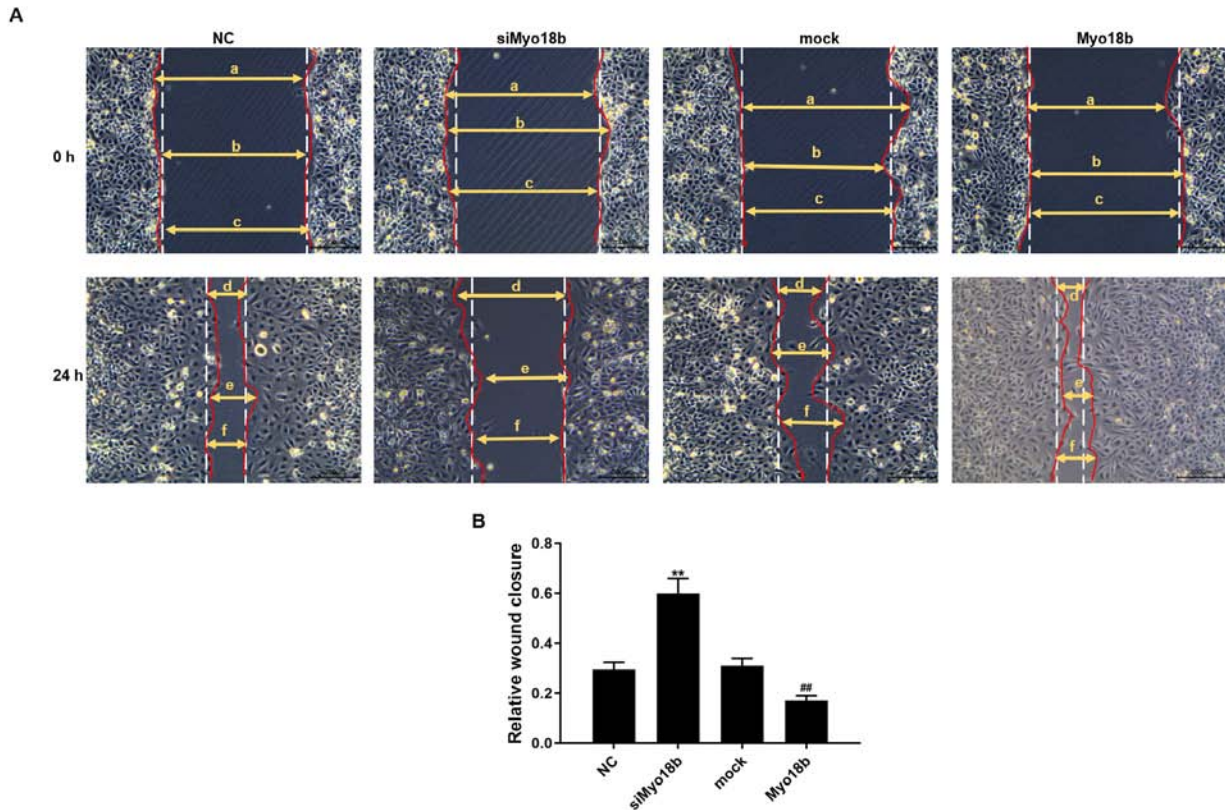 A
NC siMyo18b mock Myo18b
0 h
a a a a
b b b b
c c c c
24 h
d d d d
e e e e
f f f f
B
Relative wound closure
0.8
0.6
0.4
0.2
0.0
**
##
NC siMyo18b mock Myo18b